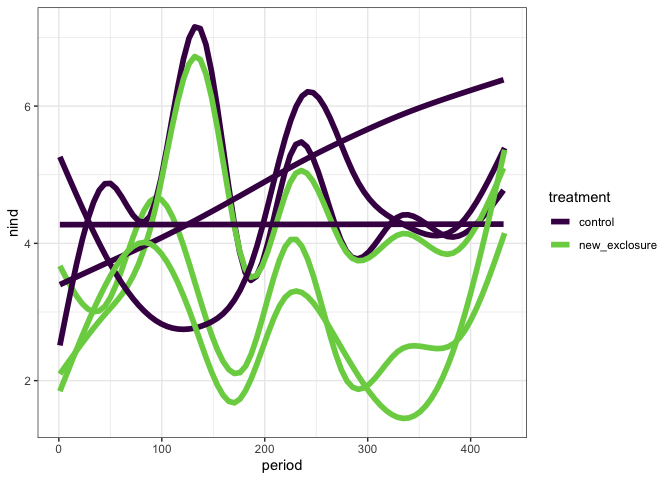 6
4
2
nind
0
100
200
300
400
period
treatment
control
new_exclosure